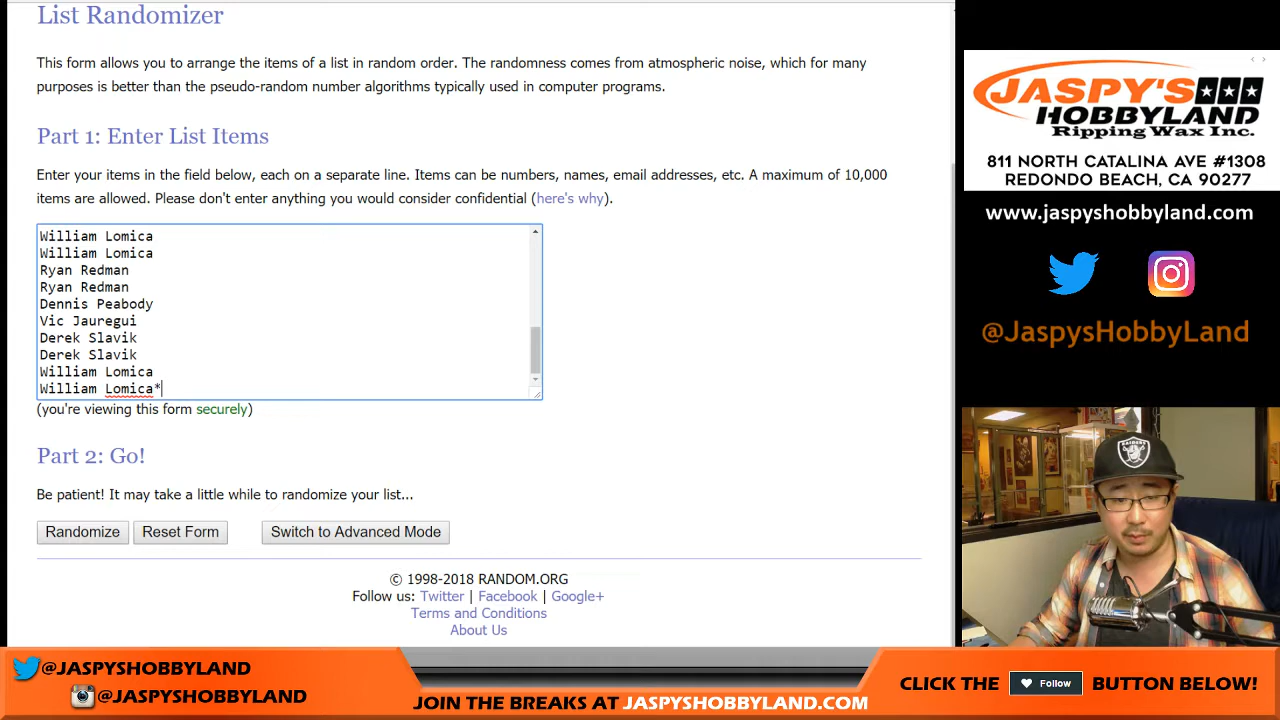 List Randomizer
This form allows you to arrange the items of a list in random order. The randomness comes from atmospheric noise, which for many
purposes is better than the pseudo-random number algorithms typically used in computer programs.
Part 1: Enter List Items
Enter your items in the field below, each on a separate line. Items can be numbers, names, email addresses, etc. A maximum of 10,000
items are allowed. Please don't enter anything you would consider confidential (here's why).
William Lomica
William Lomica
Ryan Redman
Ryan Redman
Dennis Peabody
Vic Jauregui
Derek Slavik
Derek Slavik
William Lomica
William Lomica*
(you're viewing this form securely)
Part 2: Go!
Be patient! It may take a little while to randomize your list...
Randomize Reset Form Switch to Advanced Mode
© 1998-2018 RANDOM.ORG
Follow us: Twitter | Facebook | Google+
Terms and Conditions
About Us
JASPY'S
HOBBYLAND
Ripping Wax Inc.
811 NORTH CATALINA AVE #1308
REDONDO BEACH, CA 90277
www.jaspyshobbyland.com
@JaspysHobbyLand
RAIDERS
@JASPYSHOBBYLAND
@JASPYSHOBBYLAND
JOIN THE BREAKS AT JASPYSHOBBYLAND.COM
CLICK THE Follow BUTTON BELOW!